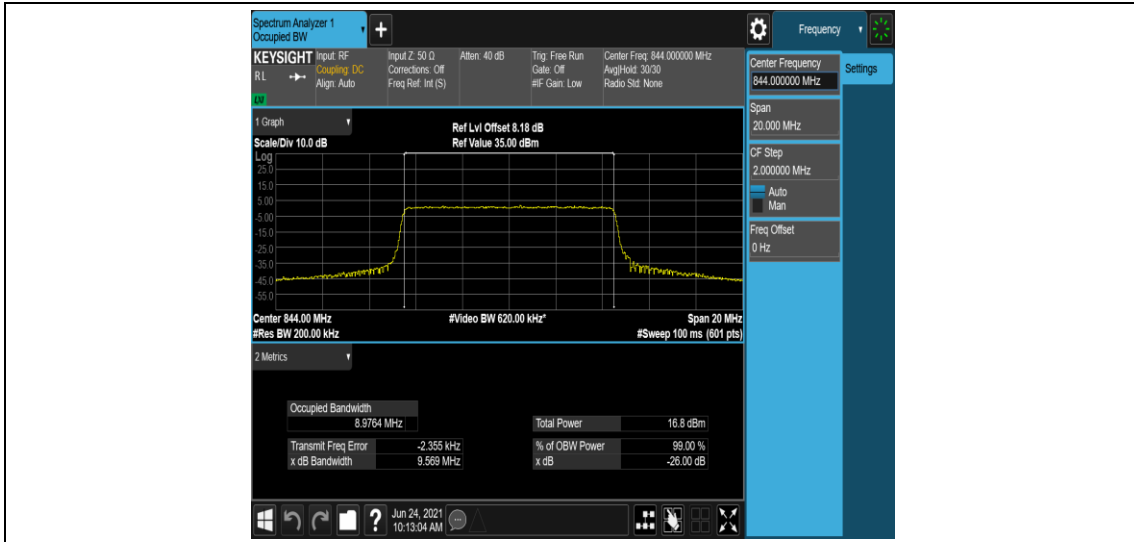 Spectrum Analyzer 1
Occupied BW
Frequency
KEYSIGHT Input: RF Input Z: 50 Ω Atten: 40 dB Trig: Free Run Center Freq: 844.000000 MHz
RL Coupling: DC Corrections: Off Gate: Off Avg|Hold: 30/30
Align: Auto Freq Ref: Int (S) #IF Gain: Low Radio Std: None
Center Frequency
844.000000 MHz
Settings
Span
20.000 MHz
CF Step
2.000000 MHz
Auto
Man
Freq Offset
0 Hz
1 Graph
Ref Lvl Offset 8.18 dB
Scale/Div 10.0 dB Ref Value 35.00 dBm
Log
25.0
15.0
5.00
-5.00
-15.0
-25.0
-35.0
-45.0
-55.0
Center 844.00 MHz #Video BW 620.00 kHz* Span 20 MHz
#Res BW 200.00 kHz #Sweep 100 ms (601 pts)
2 Metrics
Occupied Bandwidth
8.9764 MHz
Total Power 16.8 dBm
Transmit Freq Error -2.355 kHz % of OBW Power 99.00 %
x dB Bandwidth 9.569 MHz x dB -26.00 dB
? Jun 24, 2021
10:13:04 AM